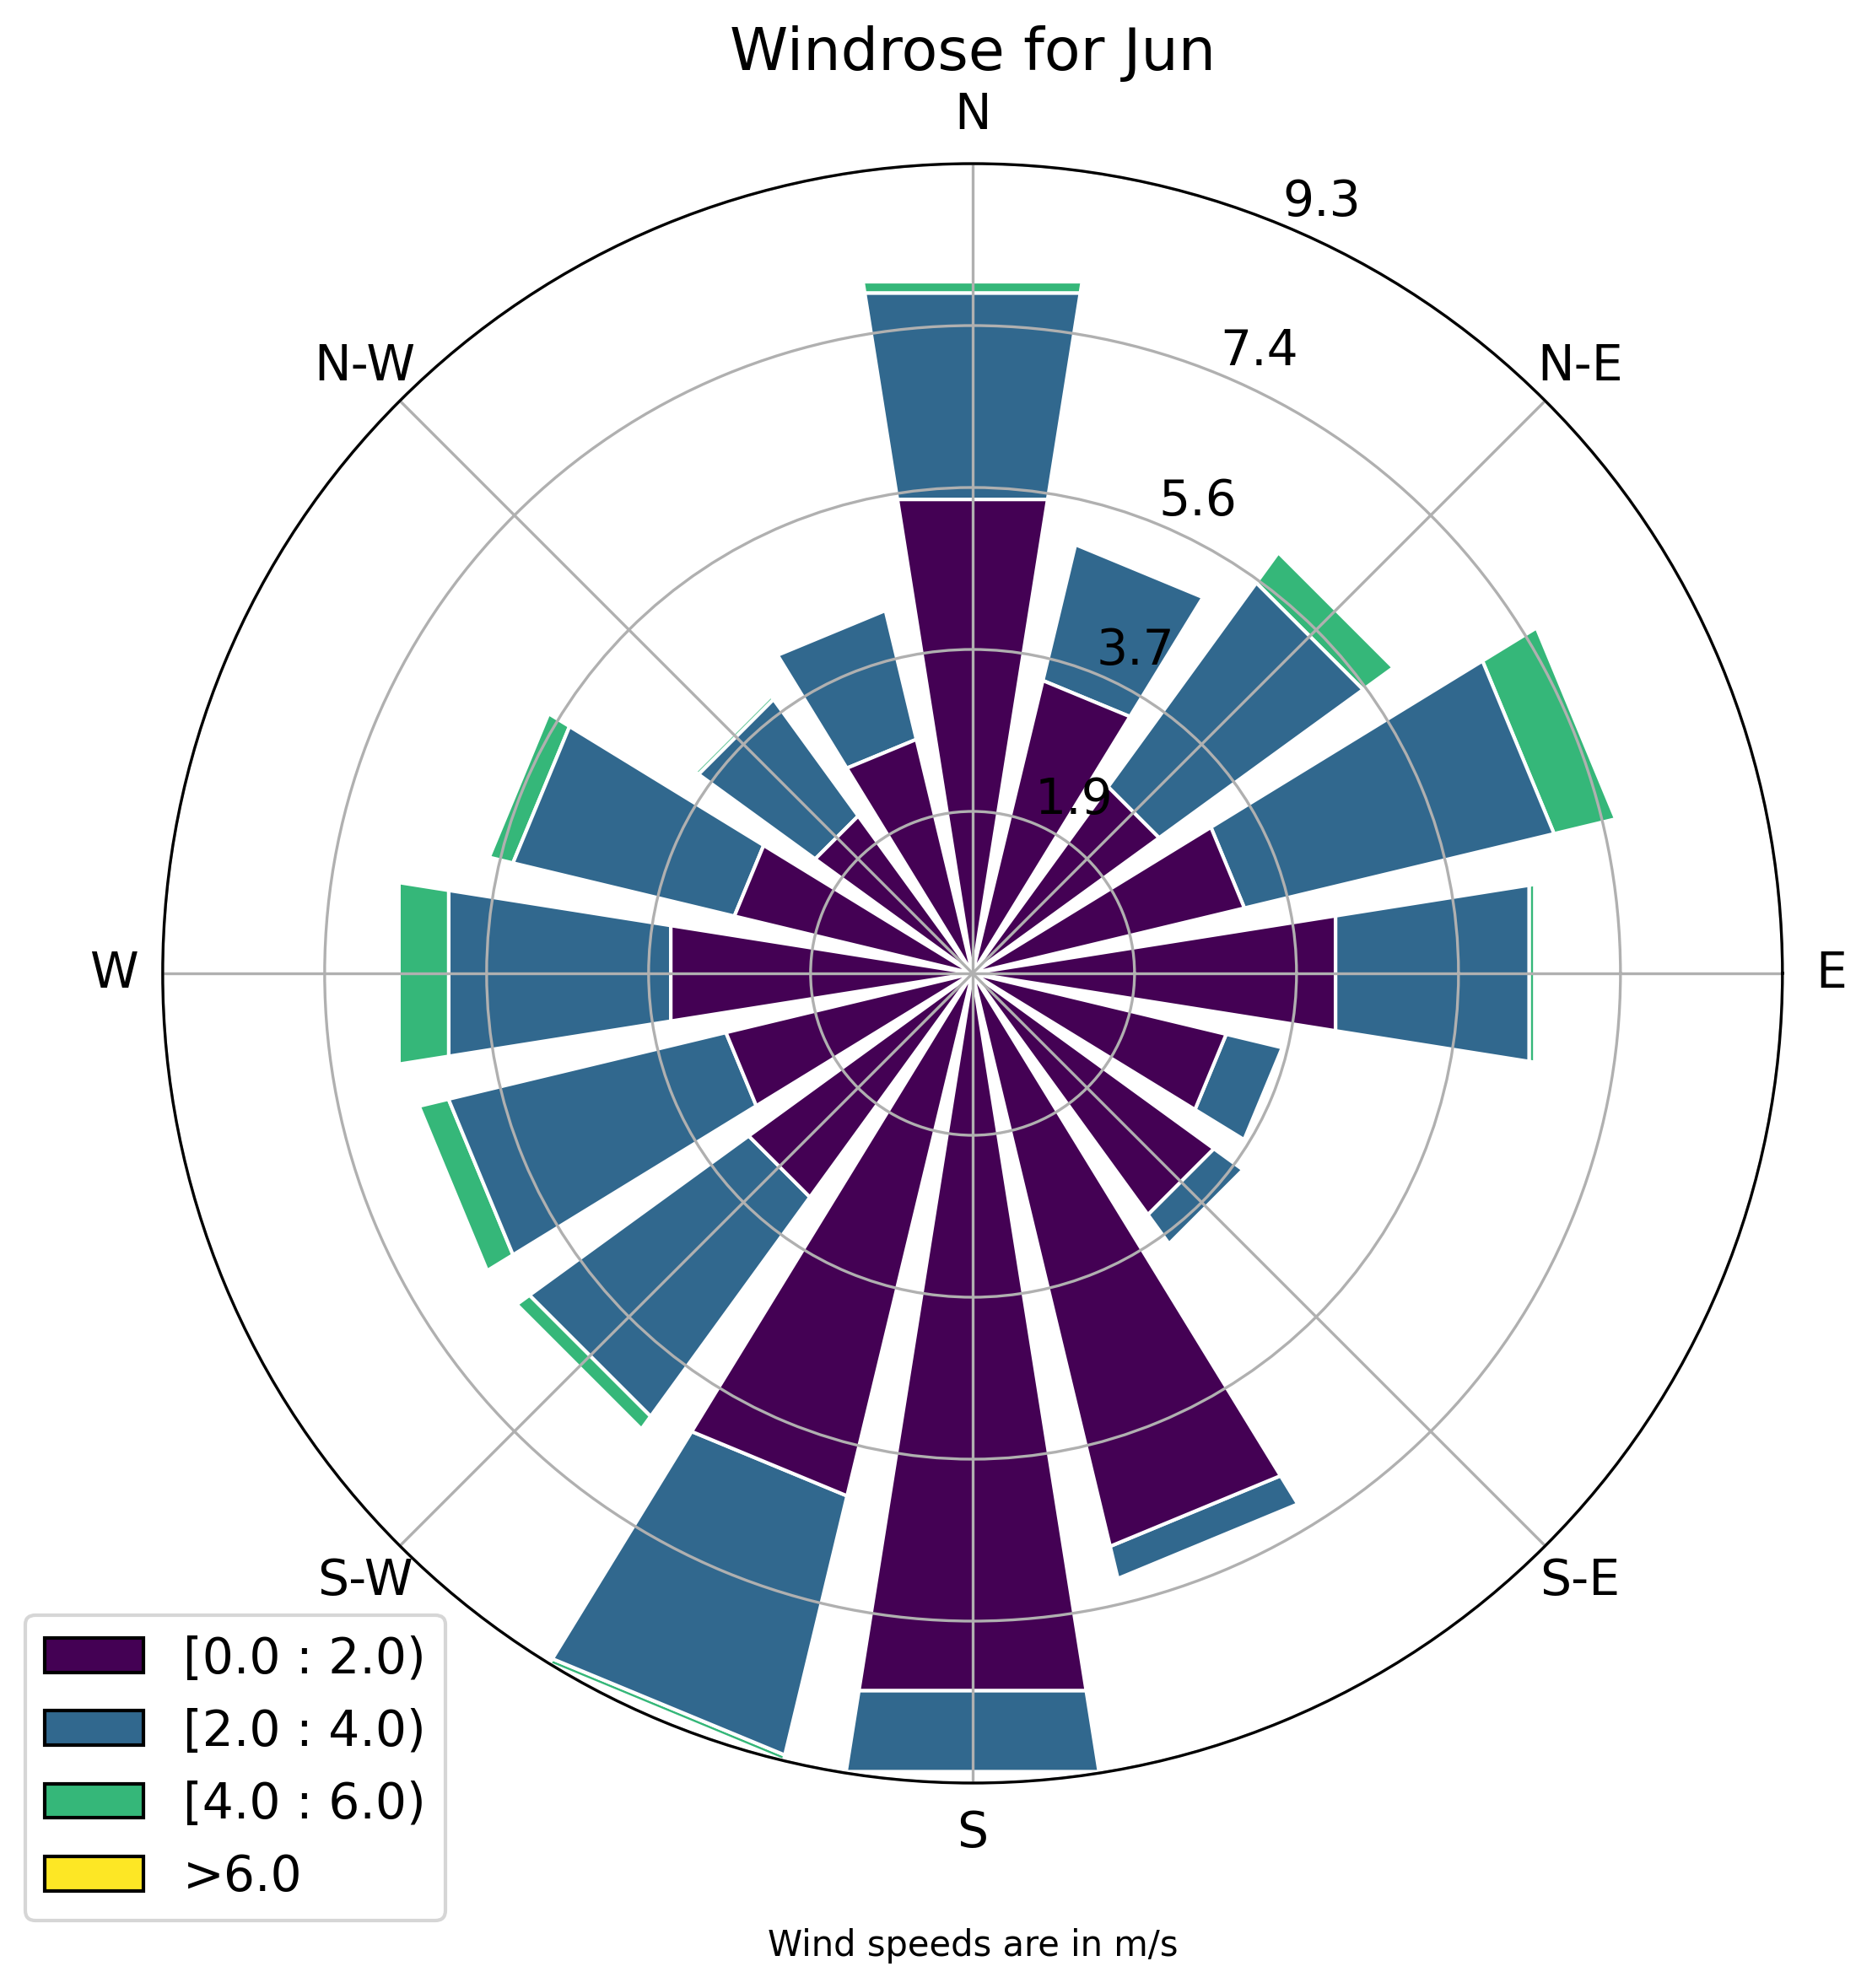 Windrose for Jun
N
9.3
N-W
7.4
N-E
5.6
3.7
1.9
W
E
S-W
S-E
[0.0 : 2.0)
[2.0 : 4.0)
[4.0 : 6.0)
S
>6.0
Wind speeds are in m/s